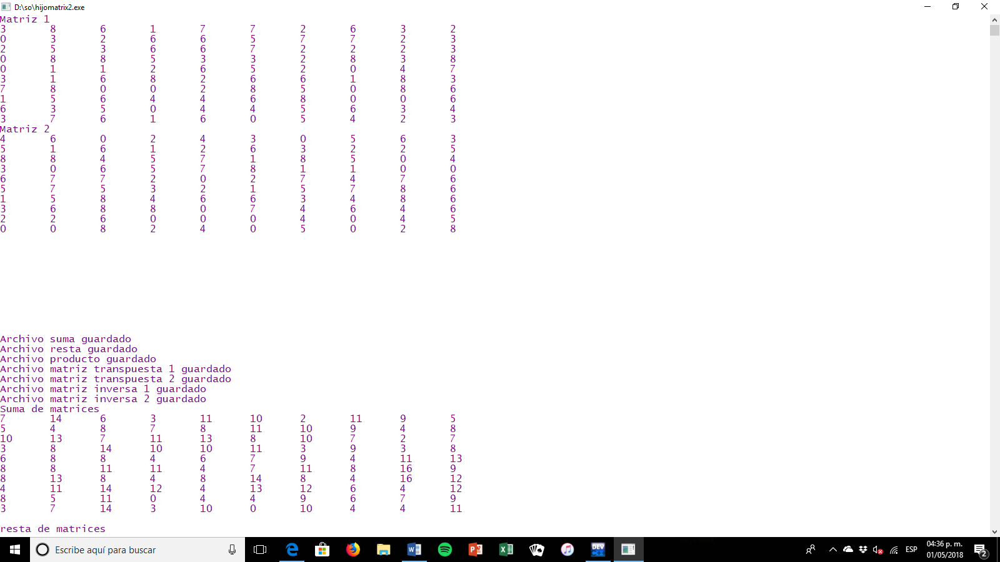 D:\so\hijomatrix2.exe
Matriz 1
3 8 6 1 7 7 2 6 3 2
0 3 2 6 6 5 7 7 2 3
2 5 3 6 6 7 2 2 2 3
0 8 8 5 3 3 2 8 3 8
0 1 1 2 6 5 2 0 4 7
3 1 6 8 2 6 6 1 8 3
7 8 0 0 2 8 5 0 8 6
1 5 6 4 4 6 8 0 0 6
6 3 5 0 4 4 5 6 3 4
3 7 6 1 6 0 5 4 2 3
Matriz 2
4 6 0 2 4 3 0 5 6 3
5 1 6 1 2 6 3 2 2 5
8 8 4 5 7 1 8 5 0 4
3 0 6 5 7 8 1 1 0 0
6 7 7 2 0 2 7 4 7 6
5 7 5 3 2 1 5 7 8 6
1 5 8 4 6 6 3 4 8 6
3 6 8 8 0 7 4 6 4 6
2 2 6 0 0 0 4 0 4 5
0 0 8 2 4 0 5 0 2 8
Archivo suma guardado
Archivo resta guardado
Archivo producto guardado
Archivo matriz transpuesta 1 guardado
Archivo matriz transpuesta 2 guardado
Archivo matriz inversa 1 guardado
Archivo matriz inversa 2 guardado
Suma de matrices
7 14 6 3 11 10 2 11 9 5
5 4 8 7 8 11 10 9 4 8
10 13 7 11 13 8 10 7 2 7
3 8 14 10 10 11 3 9 3 8
6 8 8 4 6 7 9 4 11 13
8 8 11 11 4 7 11 8 16 9
8 13 8 4 8 14 8 4 16 12
4 11 14 12 4 13 12 6 4 12
8 5 11 0 4 4 9 6 7 9
3 7 14 3 10 0 10 4 4 11
resta de matrices
Escribe aquí para buscar
DEV
ESP
04:36 p. m.
01/05/2018
2